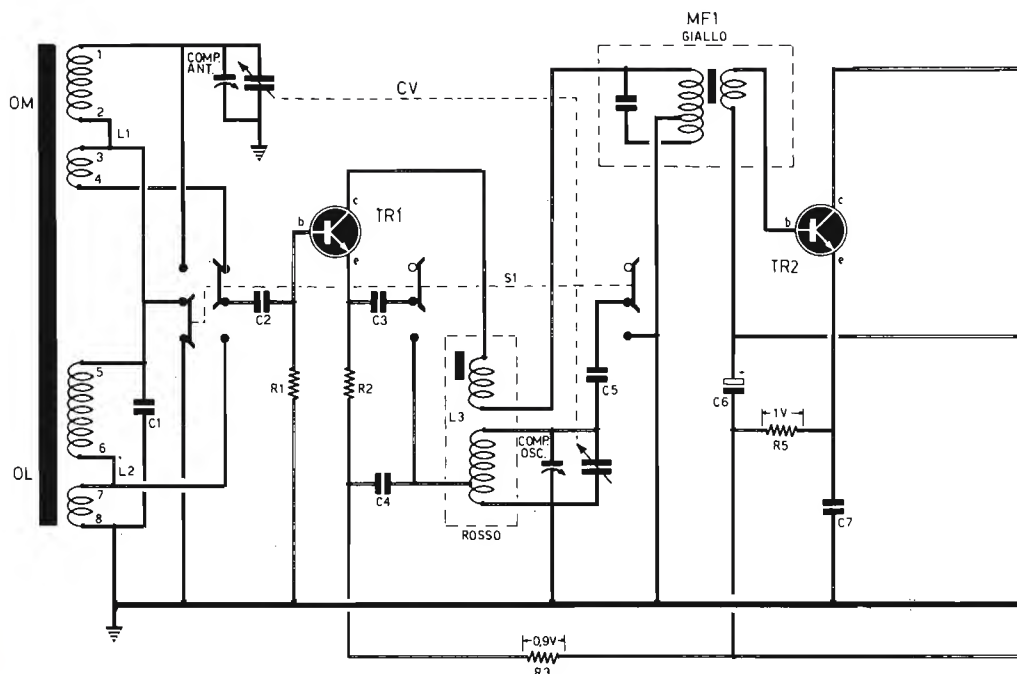 MF1
GIALLO
COMP.
ANT.
CV
OM
OL
1
2
L1
3
4
5
6
L2
7
8
C1
C2
R1
b
c
e
TR1
C3
R2
C4
S1
L3
ROSSO
COMP.
OSC.
C5
b
c
e
TR2
+
C6
1V
R5
C7
0,9V
R3